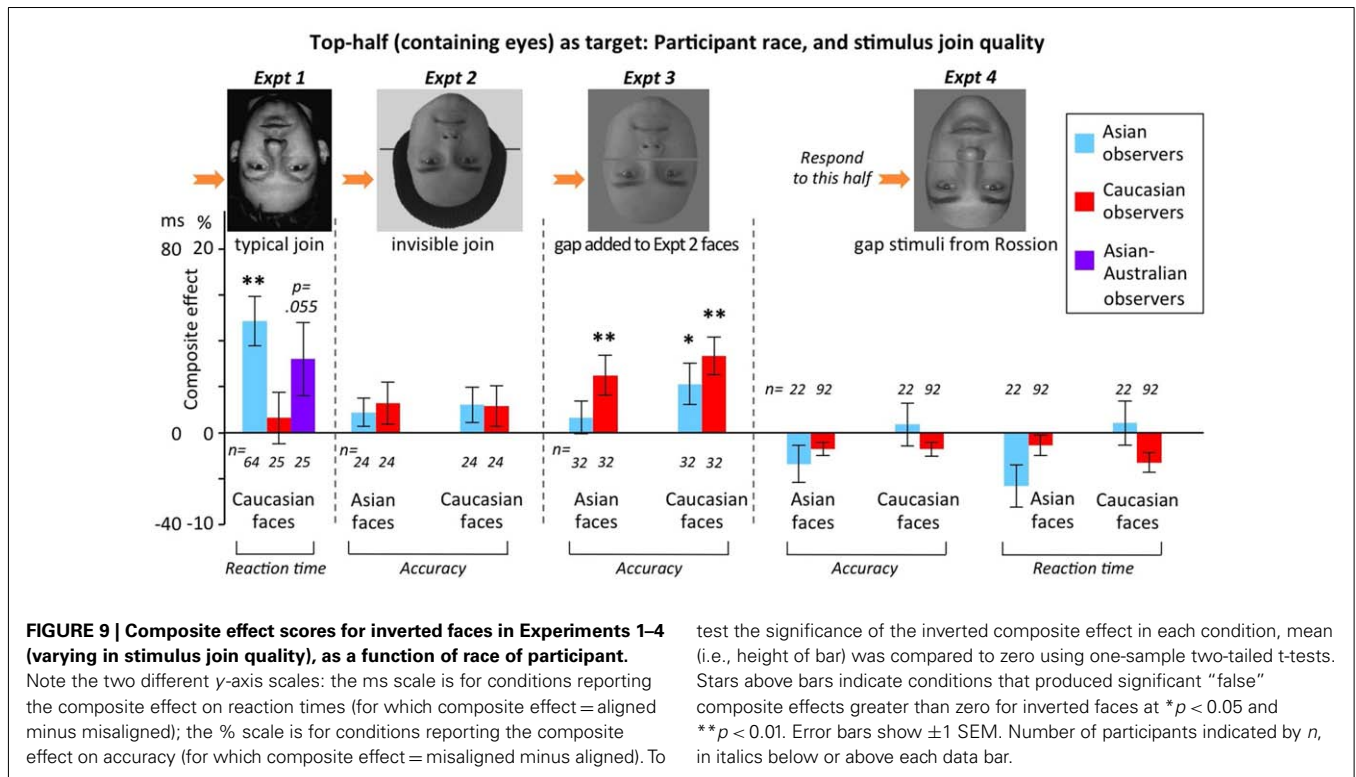 Top-half (containing eyes) as target: Participant race, and stimulus join quality
Expt 1
Expt 2
Expt 3
Expt 4
Respond
to this half
typical join
invisible join
gap added to Expt 2 faces
gap stimuli from Rossion
Asian
observers
Caucasian
observers
Asian-
Australian
observers
ms %
80 20
Composite effect
0 0
-40 -10
**
p=
.055
**
*
**
n=
64 25 25
n=
24 24
24 24
n=
32 32
32 32
n= 22 92
22 92
22 92
22 92
Caucasian
faces
Asian
faces
Caucasian
faces
Asian
faces
Caucasian
faces
Asian
faces
Caucasian
faces
Asian
faces
Caucasian
faces
Reaction time
Accuracy
Accuracy
Accuracy
Reaction time
FIGURE 9 | Composite effect scores for inverted faces in Experiments 1–4
(varying in stimulus join quality), as a function of race of participant.
Note the two different y-axis scales: the ms scale is for conditions reporting
the composite effect on reaction times (for which composite effect = aligned
minus misaligned); the % scale is for conditions reporting the composite
effect on accuracy (for which composite effect = misaligned minus aligned). To
test the significance of the inverted composite effect in each condition, mean
(i.e., height of bar) was compared to zero using one-sample two-tailed t-tests.
Stars above bars indicate conditions that produced significant “false”
composite effects greater than zero for inverted faces at *p < 0.05 and
**p < 0.01. Error bars show ±1 SEM. Number of participants indicated by n,
in italics below or above each data bar.